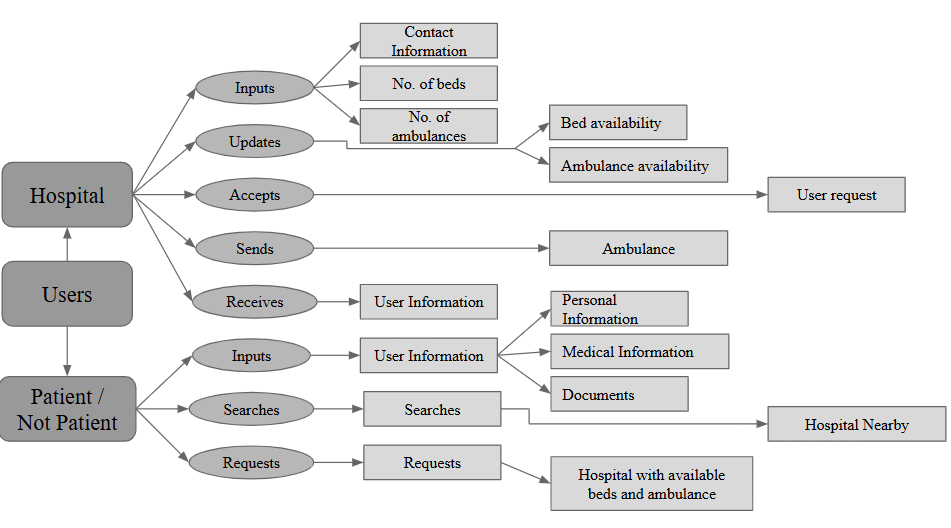 Contact
Information
Inputs
No. of beds
No. of
ambulances
Updates
Bed availability
Ambulance availability
Hospital
Accepts
User request
Sends
Ambulance
Users
Receives
User Information
Personal
Information
Inputs
User Information
Medical Information
Documents
Patient /
Not Patient
Searches
Searches
Hospital Nearby
Requests
Requests
Hospital with available
beds and ambulance